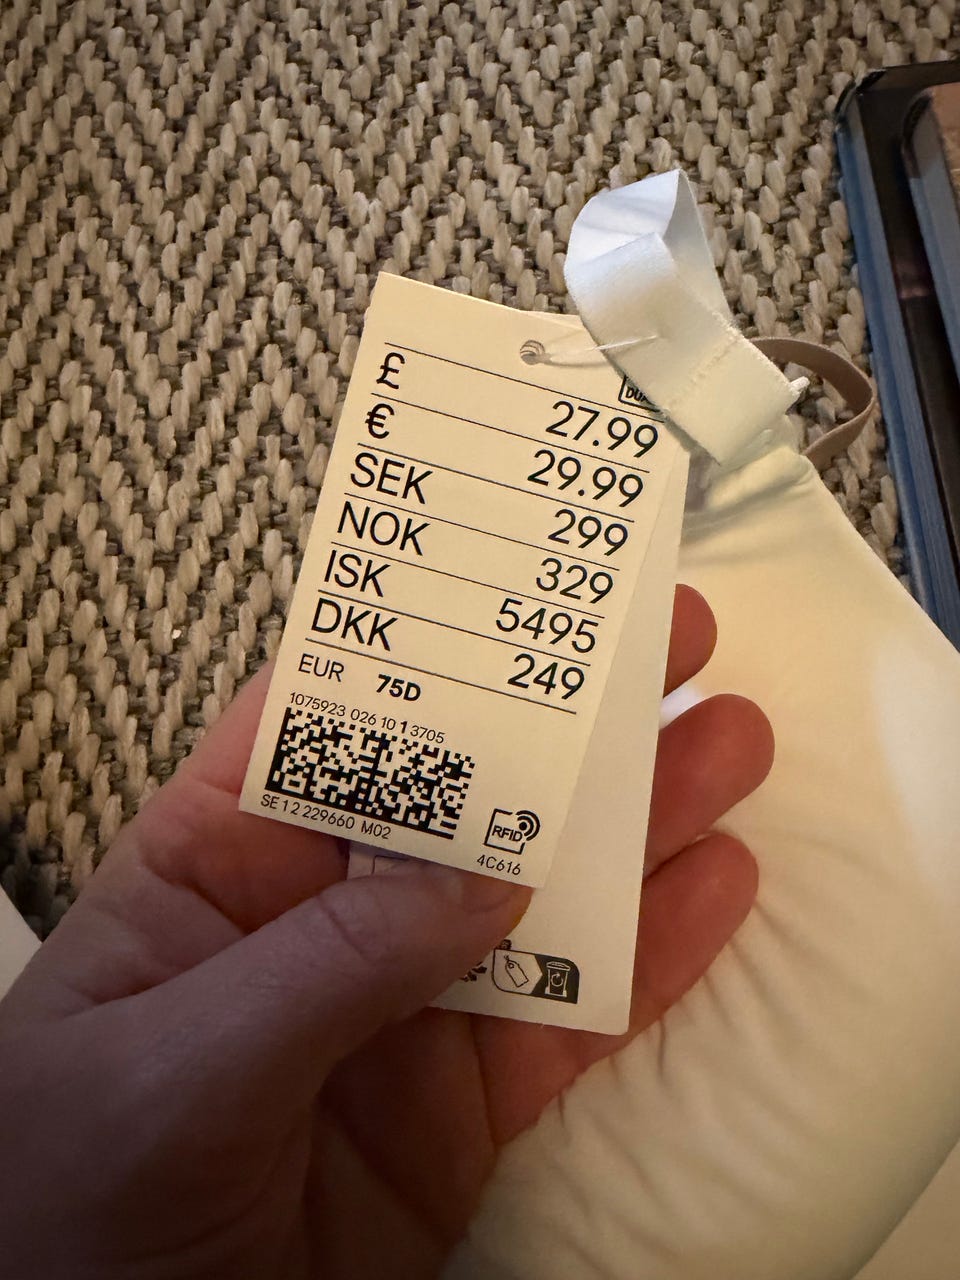 £ 27.99
€ 29.99
SEK 299
NOK 329
ISK 5495
DKK 249
EUR 75D
1075923 026 10 1 3705
SE 1 2 229660 M02
RFID
4C616